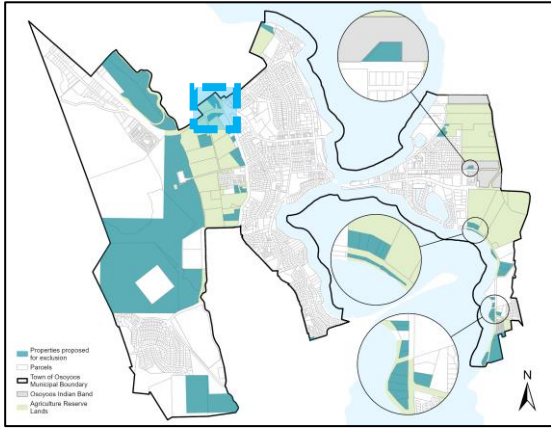 N
Properties proposed
for exclusion
Parcels
Town of Osoyoos
Municipal Boundary
Osoyoos Indian Band
Agriculture Reserve
Lands